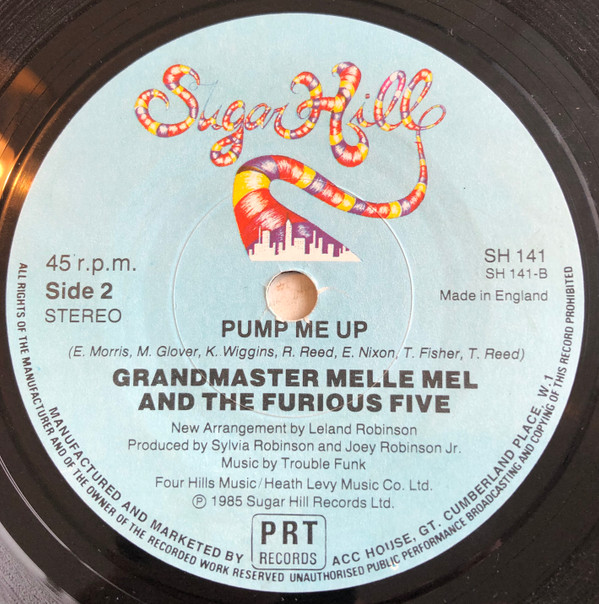 Sugar Hill
45 r.p.m.
Side 2
STEREO
SH 141
SH 141-B
Made in England
PUMP ME UP
(E. Morris, M. Glover, K. Wiggins, R. Reed, E. Nixon, T. Fisher, T. Reed)
GRANDMASTER MELLE MEL
AND THE FURIOUS FIVE
New Arrangement by Leland Robinson
Produced by Sylvia Robinson and Joey Robinson Jr.
Music by Trouble Funk
Four Hills Music/Heath Levy Music Co. Ltd.
Ⓟ 1985 Sugar Hill Records Ltd.
PRT
RECORDS
MANUFACTURED AND MARKETED BY
ACC HOUSE, GT. CUMBERLAND PLACE, W.1.
ALL RIGHTS OF THE MANUFACTURER AND OF THE OWNER OF THE RECORDED WORK RESERVED UNAUTHORISED PUBLIC PERFORMANCE BROADCASTING AND COPYING OF THIS RECORD PROHIBITED